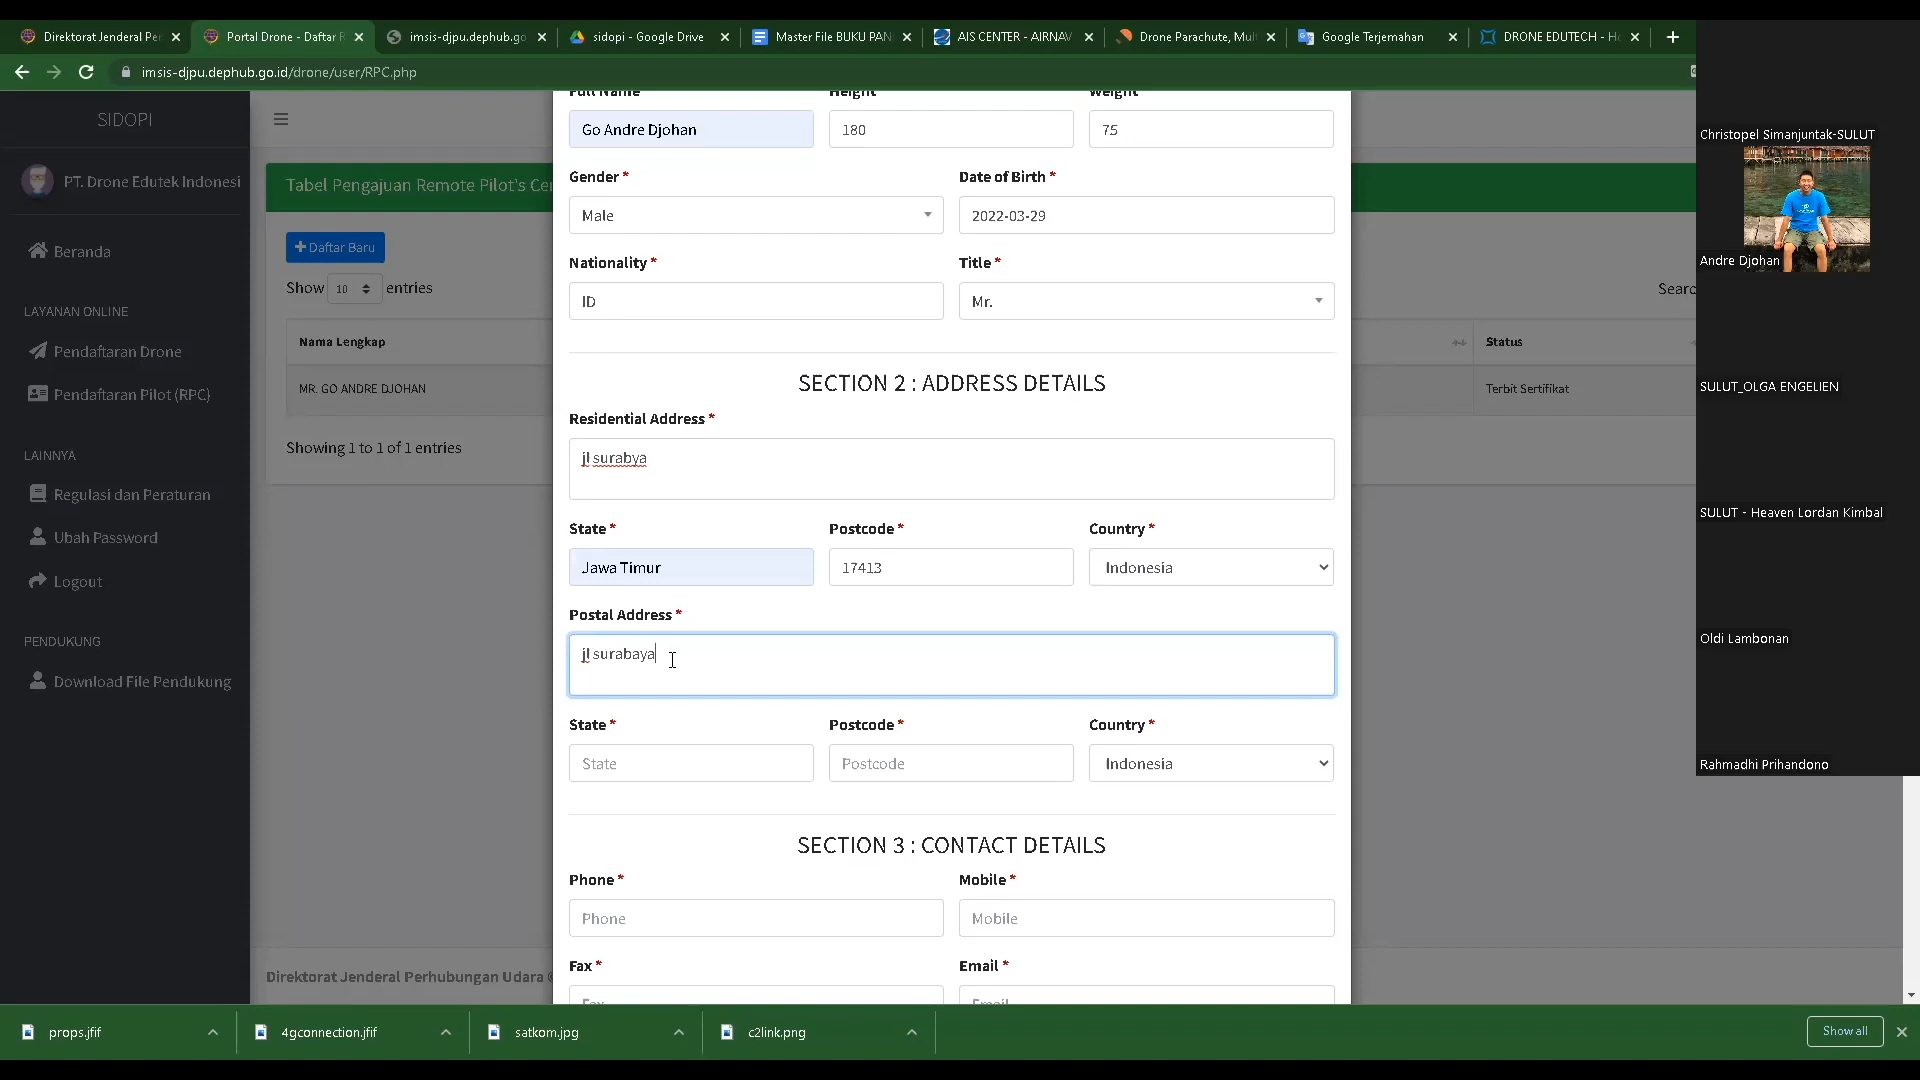 Direktorat Jenderal Per
Portal Drone - Daftar R
imsis-djpu.dephub.go
sidopi - Google Drive
Master File BUKU PAN
AIS CENTER - AIRNAV
Drone Parachute, Mul
Google Terjemahan
DRONE EDUTECH - H
imsis-djpu.dephub.go.id/drone/user/RPC.php
SIDOPI
PT. Drone Edutek Indonesi
Beranda
LAYANAN ONLINE
Pendaftaran Drone
Pendaftaran Pilot (RPC)
LAINNYA
Regulasi dan Peraturan
Ubah Password
Logout
PENDUKUNG
Download File Pendukung
Tabel Pengajuan Remote Pilot's Ce
+ Daftar Baru
Show 10 entries
Searc
Nama Lengkap
Status
MR. GO ANDRE DJOHAN
Terbit Sertifikat
Showing 1 to 1 of 1 entries
Direktorat Jenderal Perhubungan Udara ©
Full Name
Height
Weight
Go Andre Djohan
180
75
Gender *
Date of Birth *
Male
2022-03-29
Nationality *
Title *
ID
Mr.
SECTION 2 : ADDRESS DETAILS
Residential Address *
jl surabya
State *
Postcode *
Country *
Jawa Timur
17413
Indonesia
Postal Address *
jl surabaya
State *
Postcode *
Country *
State
Postcode
Indonesia
SECTION 3 : CONTACT DETAILS
Phone *
Mobile *
Phone
Mobile
Fax *
Email *
Fax
Email
Christopel Simanjuntak-SULUT
Andre Djohan
SULUT_OLGA ENGELIEN
SULUT - Heaven Lordan Kimbal
Oldi Lambonan
Rahmadhi Prihandono
props.jfif
4gconnection.jfif
satkom.jpg
c2link.png
Show all